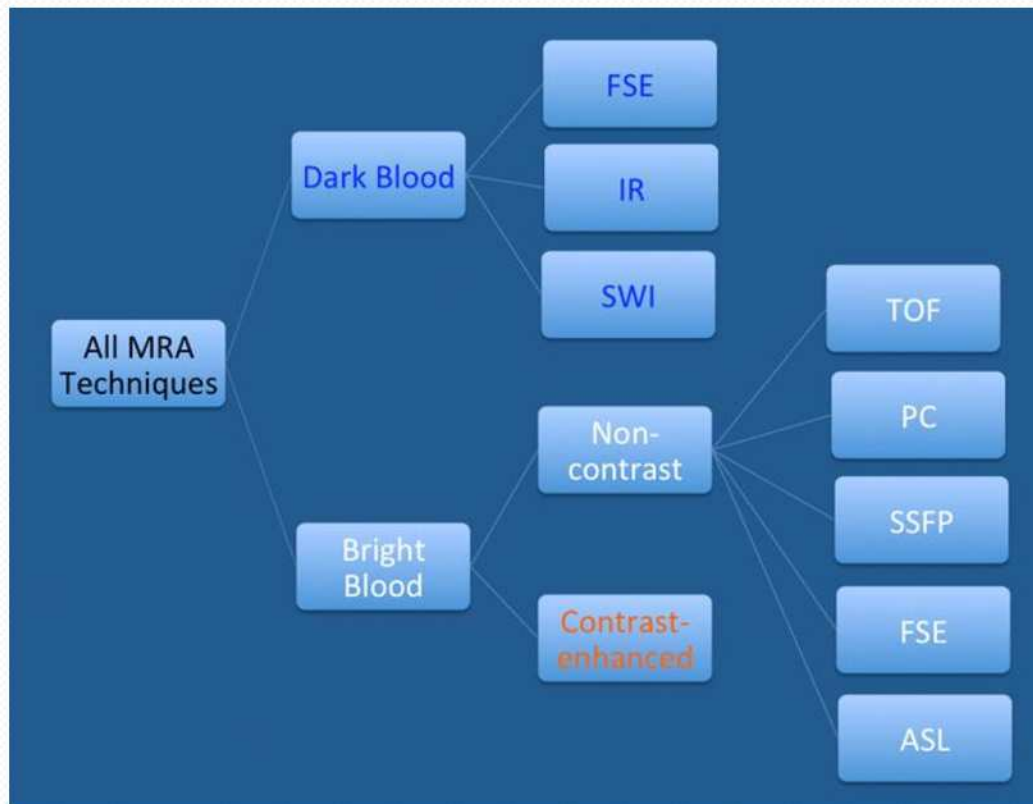 FSE
Dark Blood
IR
SWI
All MRA
Techniques
TOF
PC
Non-
contrast
SSFP
Bright
Blood
FSE
Contrast-
enhanced
ASL